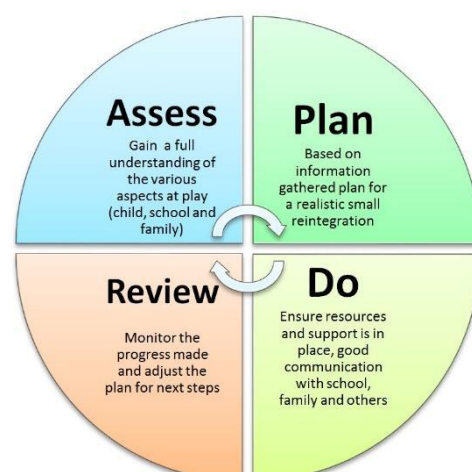 Assess
Gain a full
understanding of
the various
aspects at play
(child, school and
family)
Plan
Based on
information
gathered plan for
a realistic small
reintegration
Review
Monitor the
progress made
and adjust the
plan for next steps
Do
Ensure resources
and support is in
place, good
communication
with school,
family and others